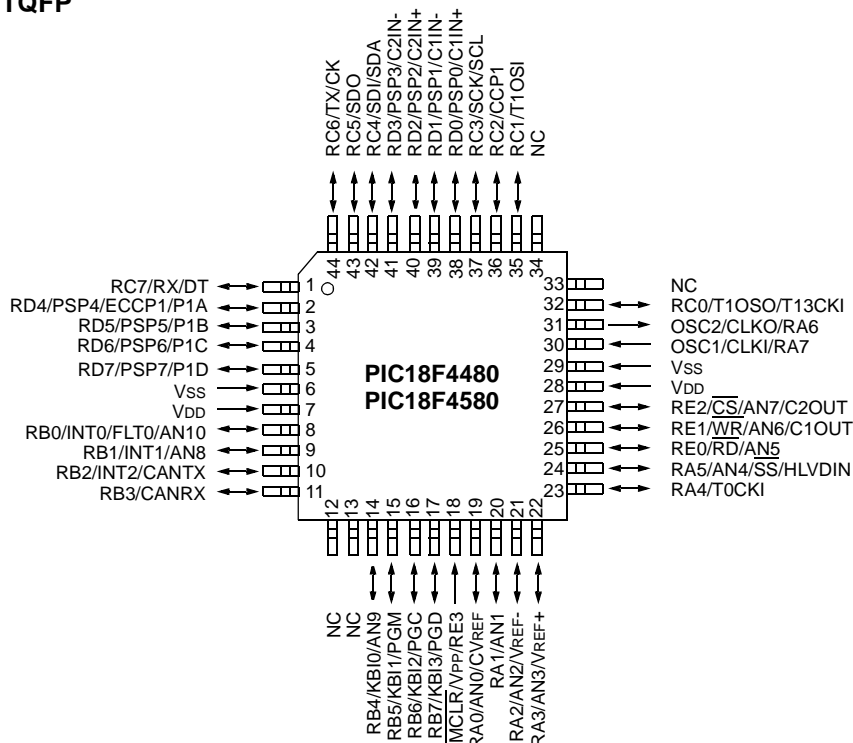 TQFP
RC6/TX/CK
RC5/SDO
RC4/SDI/SDA
RD3/PSP3/C2IN-
RD2/PSP2/C2IN+
RD1/PSP1/C1IN-
RD0/PSP0/C1IN+
RC3/SCK/SCL
RC2/CCP1
RC1/T1OSI
NC
44 43 42 41 40 39 38 37 36 35 34
RC7/RX/DT 1
RD4/PSP4/ECCP1/P1A 2
RD5/PSP5/P1B 3
RD6/PSP6/P1C 4
RD7/PSP7/P1D 5
VSS 6
VDD 7
RB0/INT0/FLT0/AN10 8
RB1/INT1/AN8 9
RB2/INT2/CANTX 10
RB3/CANRX 11
PIC18F4480
PIC18F4580
33 NC
32 RC0/T1OSO/T13CKI
31 OSC2/CLKO/RA6
30 OSC1/CLKI/RA7
29 VSS
28 VDD
27 RE2/CS/AN7/C2OUT
26 RE1/WR/AN6/C1OUT
25 RE0/RD/AN5
24 RA5/AN4/SS/HLVDIN
23 RA4/T0CKI
12 13 14 15 16 17 18 19 20 21 22
NC
NC
RB4/KBI0/AN9
RB5/KBI1/PGM
RB6/KBI2/PGC
RB7/KBI3/PGD
MCLR/VPP/RE3
RA0/AN0/CVREF
RA1/AN1
RA2/AN2/VREF-
RA3/AN3/VREF+